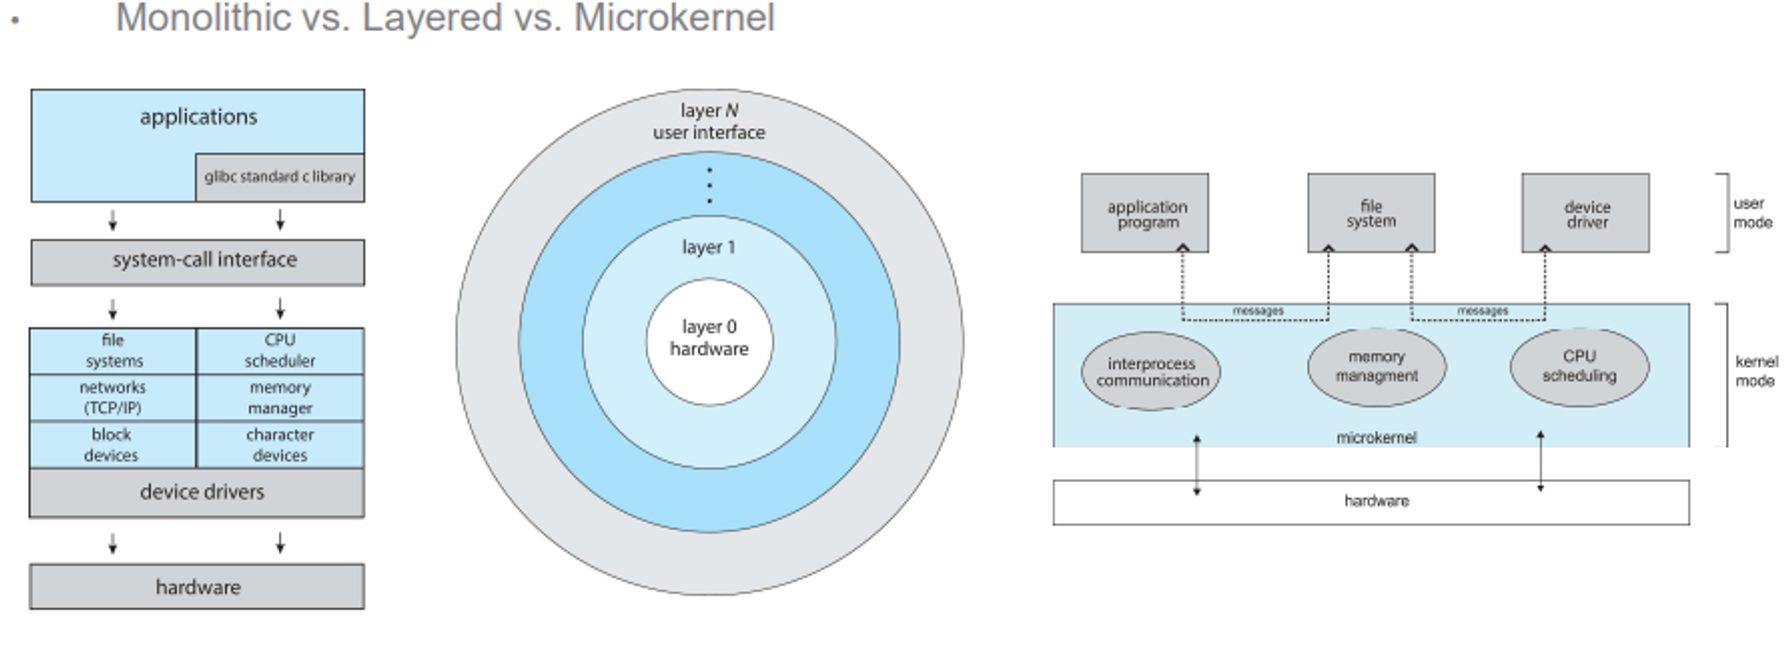 • Monolithic vs. Layered vs. Microkernel
applications
glibc standard c library
system-call interface
file
systems
CPU
scheduler
networks
(TCP/IP)
memory
manager
block
devices
character
devices
device drivers
hardware
layer N
user interface
layer 1
layer 0
hardware
application
program
file
system
device
driver
user
mode
messages
messages
interprocess
communication
memory
managment
CPU
scheduling
kernel
mode
microkernel
hardware